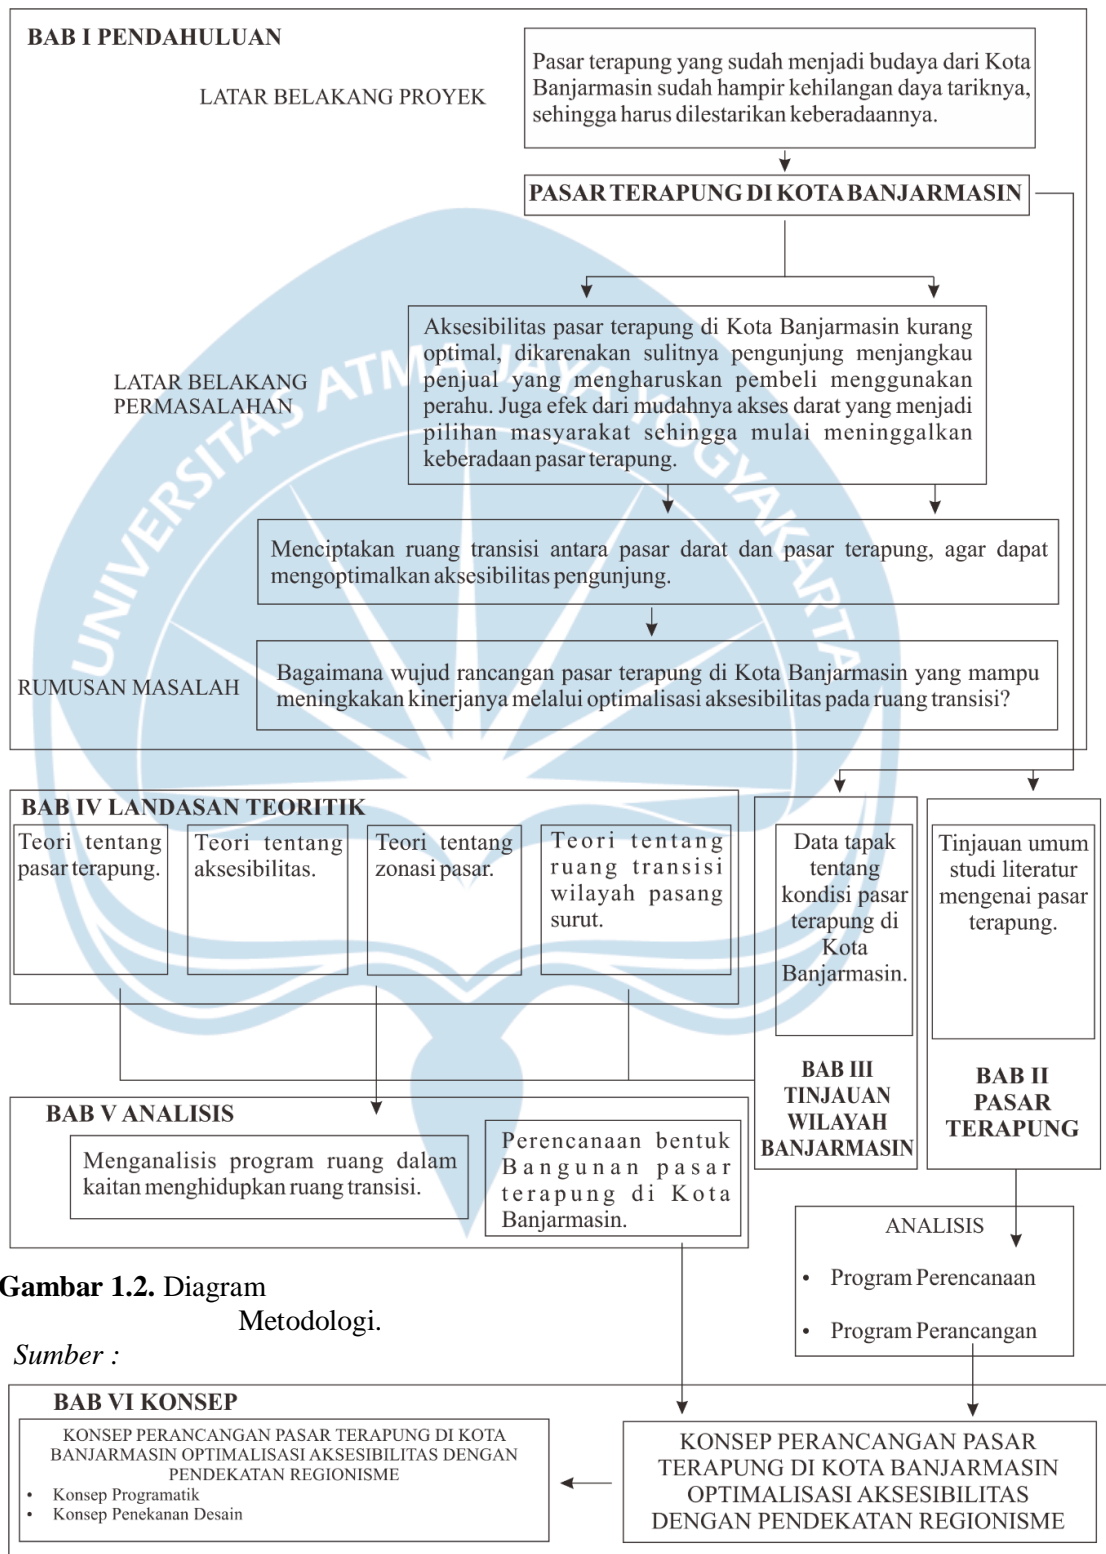 BAB I PENDAHULUAN
LATAR BELAKANG PROYEK
Pasar terapung yang sudah menjadi budaya dari Kota
Banjarmasin sudah hampir kehilangan daya tariknya,
sehingga harus dilestarikan keberadaannya.
PASAR TERAPUNG DI KOTA BANJARMASIN
LATAR BELAKANG
PERMASALAHAN
Aksesibilitas pasar terapung di Kota Banjarmasin kurang
optimal, dikarenakan sulitnya pengunjung menjangkau
penjual yang mengharuskan pembeli menggunakan
perahu. Juga efek dari mudahnya akses darat yang menjadi
pilihan masyarakat sehingga mulai meninggalkan
keberadaan pasar terapung.
Menciptakan ruang transisi antara pasar darat dan pasar terapung, agar dapat
mengoptimalkan aksesibilitas pengunjung.
RUMUSAN MASALAH
Bagaimana wujud rancangan pasar terapung di Kota Banjarmasin yang mampu
meningkakan kinerjanya melalui optimalisasi aksesibilitas pada ruang transisi?
UNIVERSITAS ATMA JAYA YOGYAKARTA
BAB IV LANDASAN TEORITIK
Teori tentang
pasar terapung.
Teori tentang
aksesibilitas.
Teori tentang
zonasi pasar.
Teori tentang
ruang transisi
wilayah pasang
surut.
Data tapak
tentang
kondisi pasar
terapung di
Kota
Banjarmasin.
BAB III
TINJAUAN
WILAYAH
BANJARMASIN
Tinjauan umum
studi literatur
mengenai pasar
terapung.
BAB II
PASAR
TERAPUNG
BAB V ANALISIS
Menganalisis program ruang dalam
kaitan menghidupkan ruang transisi.
Perencanaan bentuk
Bangunan pasar
terapung di Kota
Banjarmasin.
ANALISIS
• Program Perencanaan
• Program Perancangan
Gambar 1.2. Diagram
Metodologi.
Sumber :
BAB VI KONSEP
KONSEP PERANCANGAN PASAR TERAPUNG DI KOTA
BANJARMASIN OPTIMALISASI AKSESIBILITAS DENGAN
PENDEKATAN REGIONISME
• Konsep Programatik
• Konsep Penekanan Desain
KONSEP PERANCANGAN PASAR
TERAPUNG DI KOTA BANJARMASIN
OPTIMALISASI AKSESIBILITAS
DENGAN PENDEKATAN REGIONISME